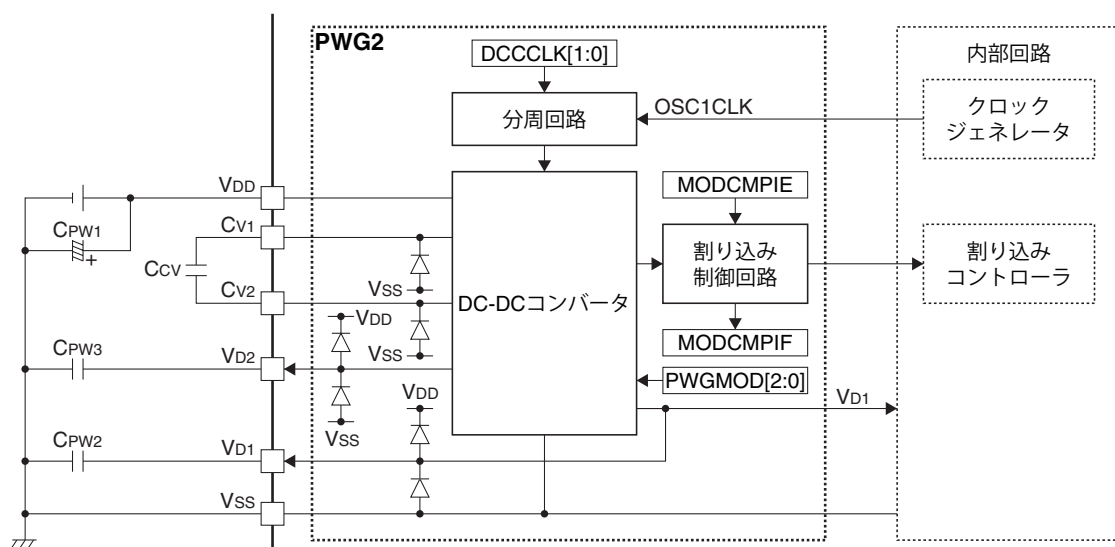 PWG2
DCCCLK[1:0]
内部回路
分周回路
OSC1CLK
クロック
ジェネレータ
VDD
CPW1
+
CV1
CCV
CV2
VSS
VSS
DC-DCコンバータ
MODCMPIE
割り込み
制御回路
割り込み
コントローラ
MODCMPIF
PWGMOD[2:0]
VDD
CPW3
VD2
VSS
VDD
VD1
CPW2
VD1
VSS